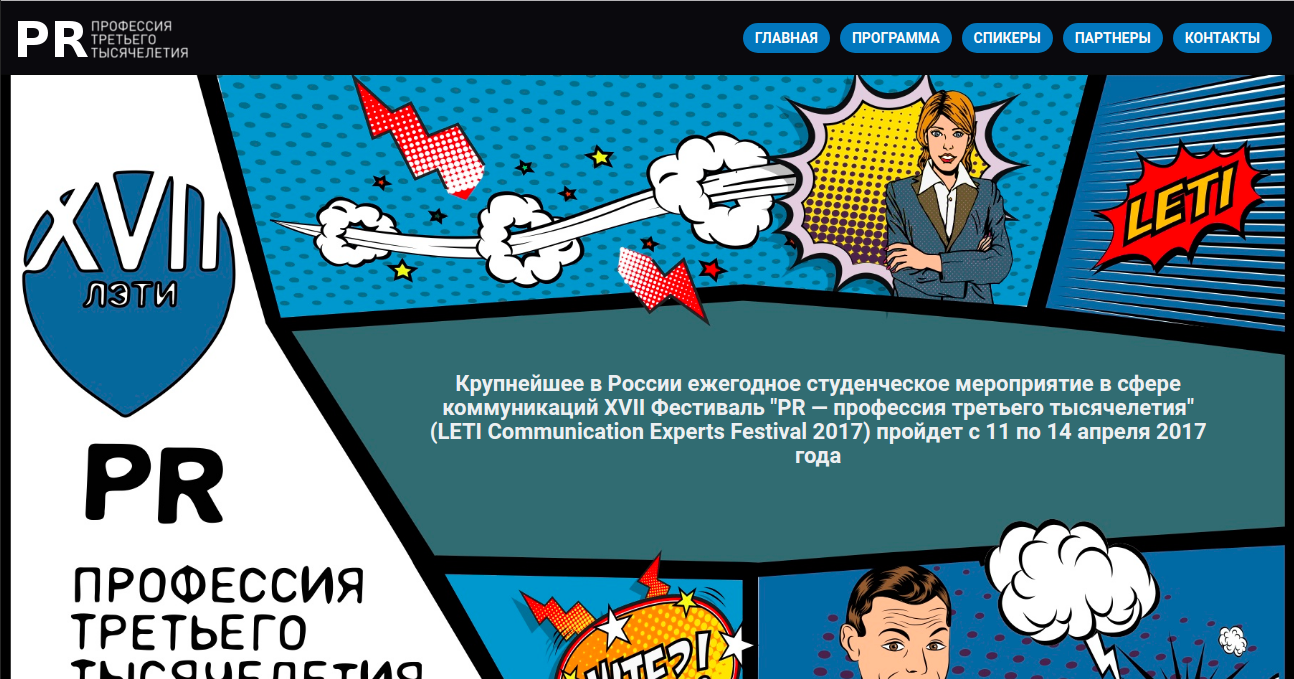 PR ПРОФЕССИЯ
ТРЕТЬЕГО
ТЫСЯЧЕЛЕТИЯ
ГЛАВНАЯ ПРОГРАММА СПИКЕРЫ ПАРТНЕРЫ КОНТАКТЫ
LETI
XVII
ЛЭТИ
Крупнейшее в России ежегодное студенческое мероприятие в сфере
коммуникаций XVII Фестиваль "PR — профессия третьего тысячелетия"
(LETI Communication Experts Festival 2017) пройдет с 11 по 14 апреля 2017
года
PR
ПРОФЕССИЯ
ТРЕТЬЕГО
ТЫСЯЧЕЛЕТИЯ